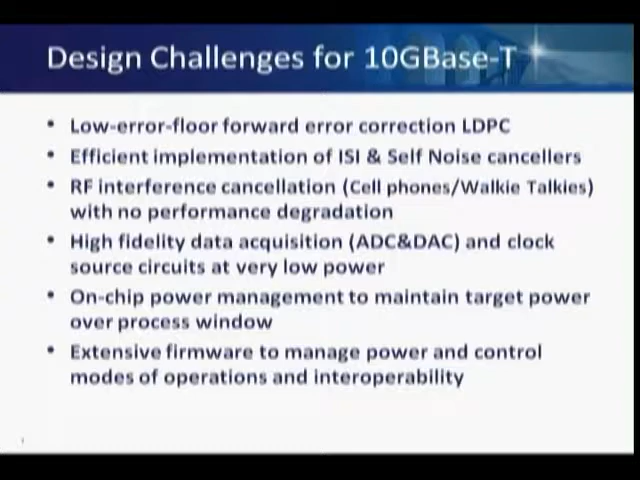 Design Challenges for 10GBase-T
• Low-error-floor forward error correction LDPC
• Efficient implementation of ISI & Self Noise cancellers
• RF interference cancellation (Cell phones/Walkie Talkies)
with no performance degradation
• High fidelity data acquisition (ADC&DAC) and clock
source circuits at very low power
• On-chip power management to maintain target power
over process window
• Extensive firmware to manage power and control
modes of operations and interoperability